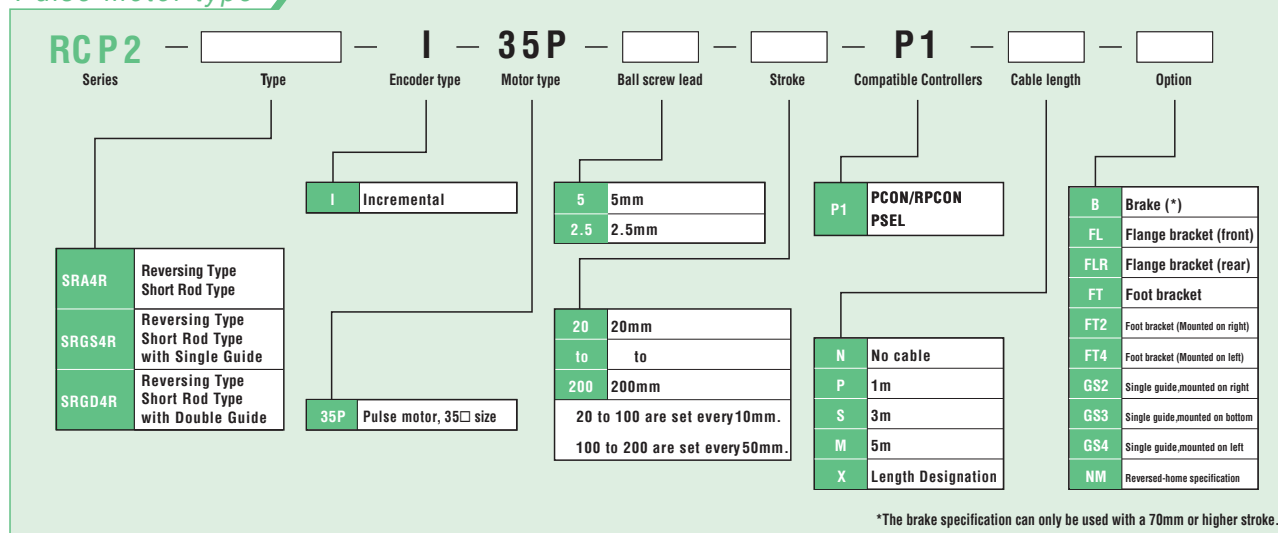 Pulse Motor type
RCP2 — — I — 35P — — — P1 — —
Series Type Encoder type Motor type Ball screw lead Stroke Compatible Controllers Cable length Option
SRA4R Reversing Type
Short Rod Type
SRGS4R Reversing Type
Short Rod Type
with Single Guide
SRGD4R Reversing Type
Short Rod Type
with Double Guide
I Incremental
35P Pulse motor, 35□ size
5 5mm
2.5 2.5mm
20 20mm
to to
200 200mm
20 to 100 are set every10mm.
100 to 200 are set every50mm.
P1 PCON/RPCON
PSEL
N No cable
P 1m
S 3m
M 5m
X Length Designation
B Brake (*)
FL Flange bracket (front)
FLR Flange bracket (rear)
FT Foot bracket
FT2 Foot bracket (Mounted on right)
FT4 Foot bracket (Mounted on left)
GS2 Single guide,mounted on right
GS3 Single guide,mounted on bottom
GS4 Single guide,mounted on left
NM Reversed-home specification
*The brake specification can only be used with a 70mm or higher stroke.